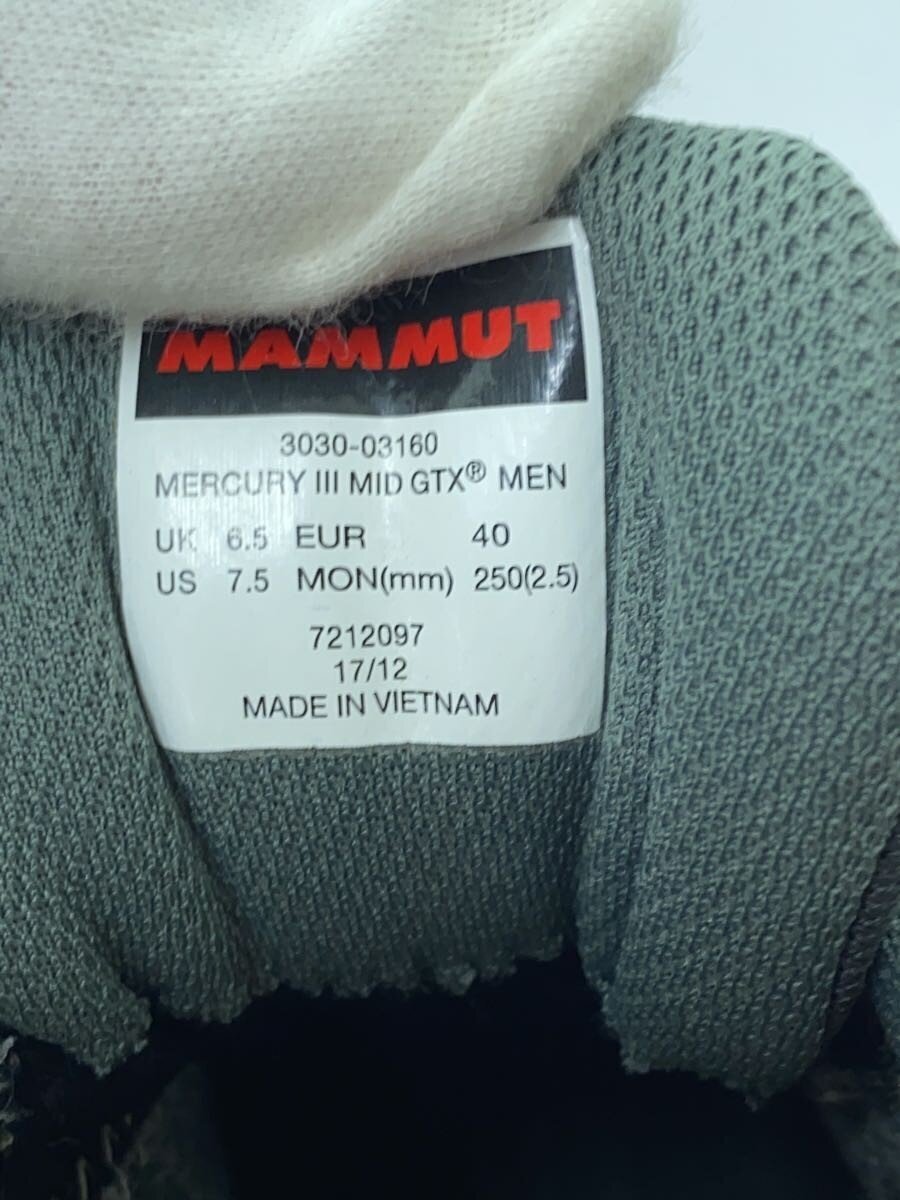 MAMMUT
3030-03160
MERCURY III MID GTX® MEN
UK 6.5 EUR 40
US 7.5 MON(mm) 250(2.5)
7212097
17/12
MADE IN VIETNAM